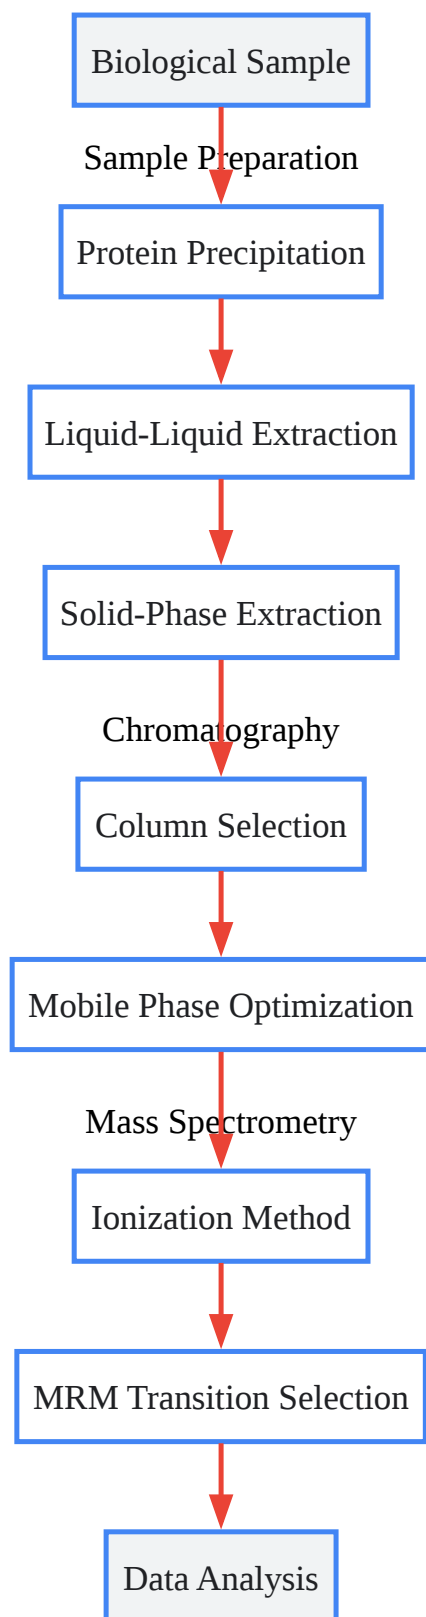 Biological Sample
Sample Preparation
Protein Precipitation
Liquid-Liquid Extraction
Solid-Phase Extraction
Chromatography
Column Selection
Mobile Phase Optimization
Mass Spectrometry
Ionization Method
MRM Transition Selection
Data Analysis